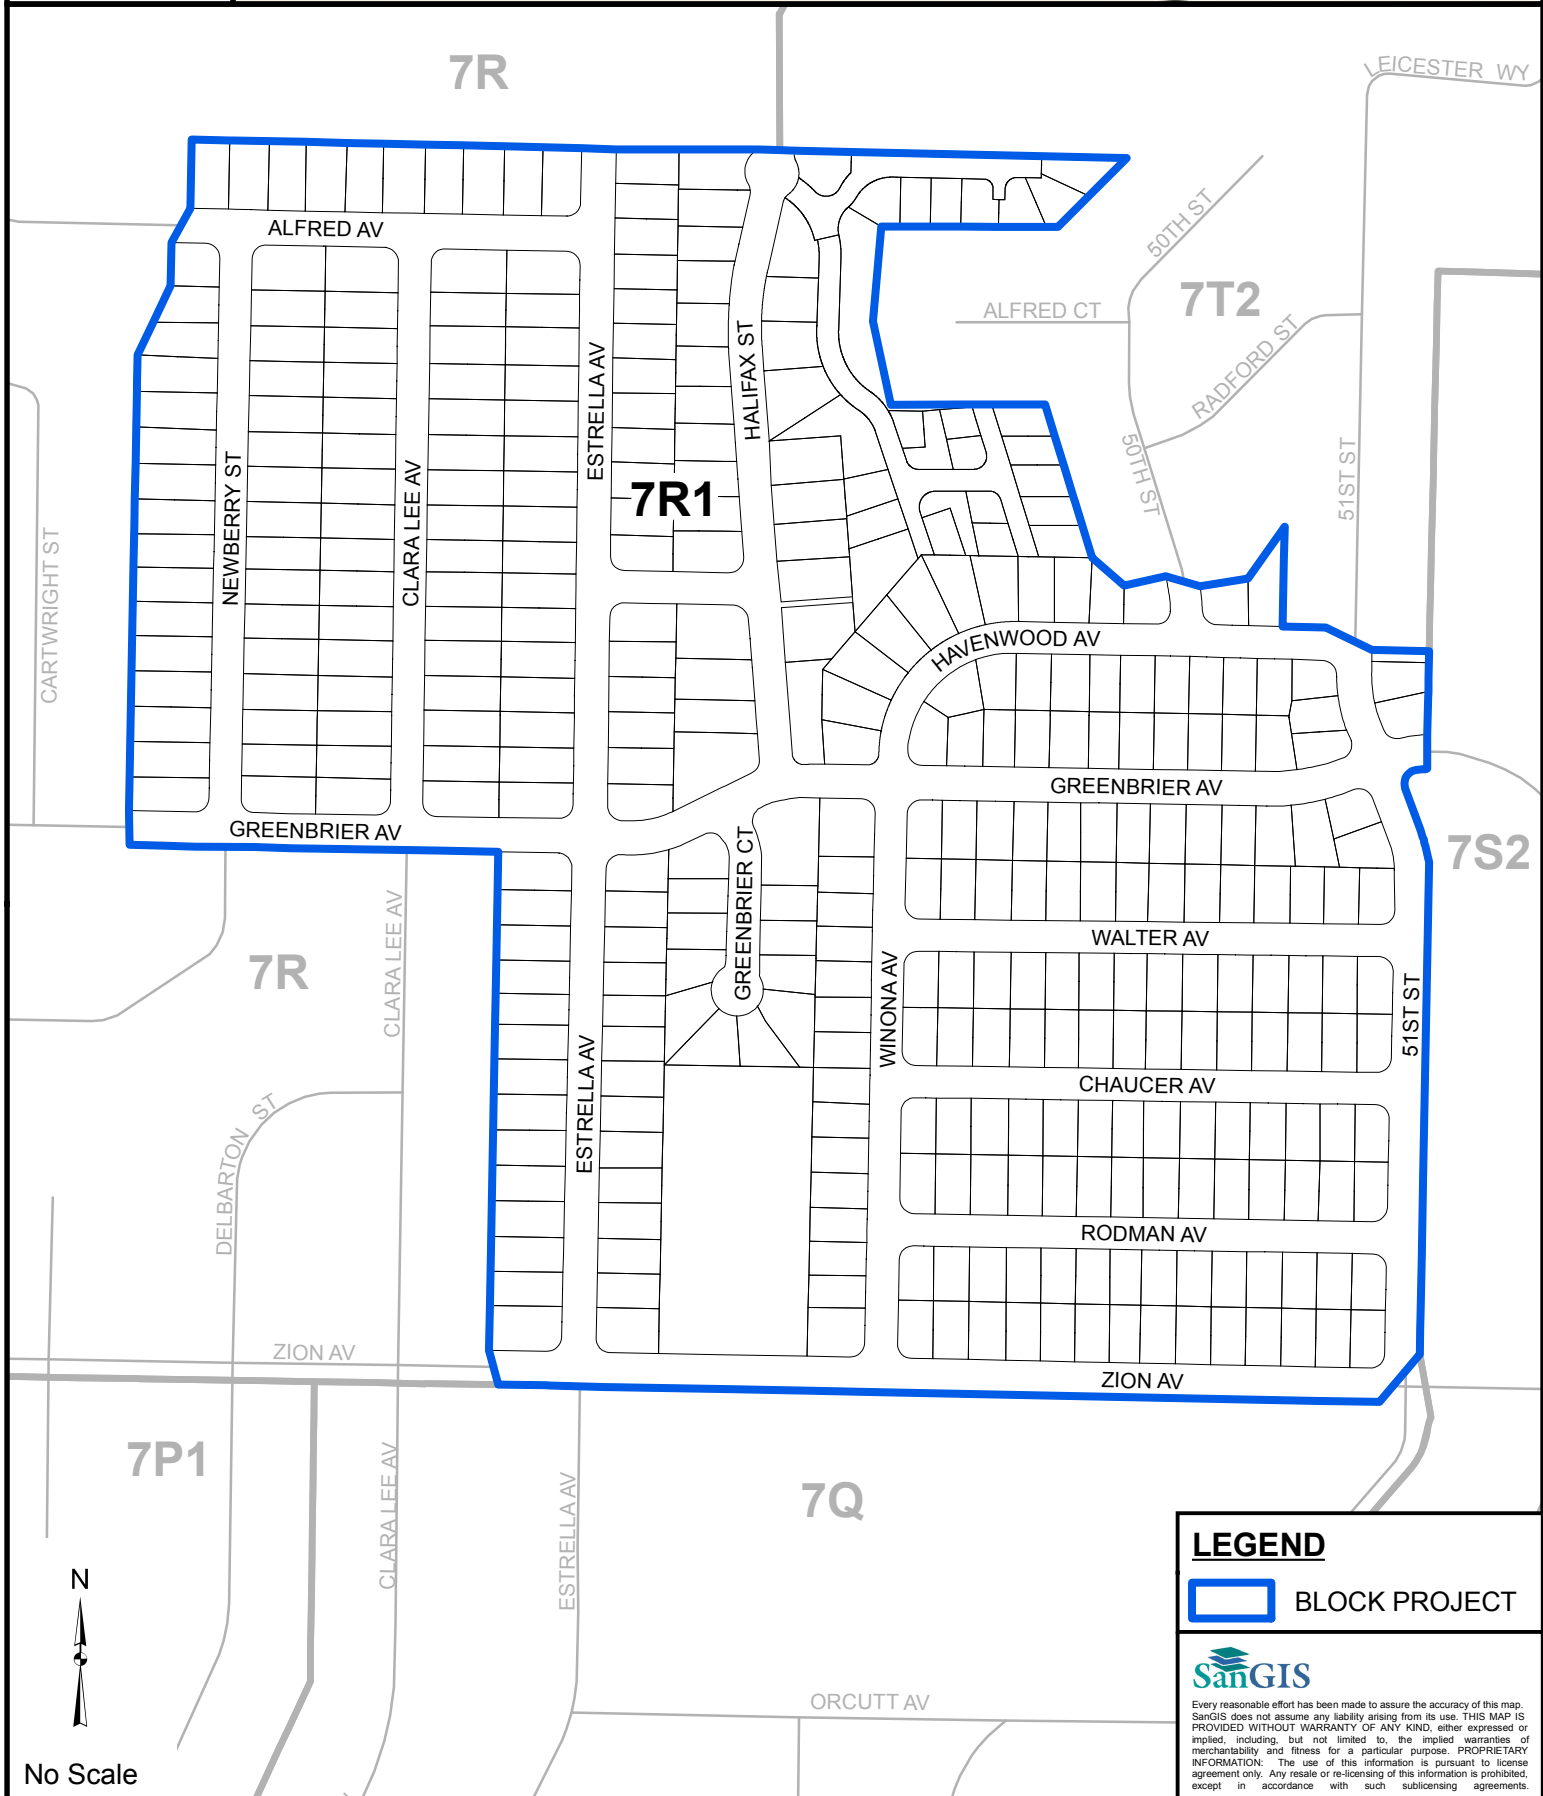 7R
LEICESTER WY
50TH ST
ALFRED AV
7T2
ALFRED CT
RADFORD ST
HALIFAX ST
ESTRELLA AV
50TH ST
51ST ST
NEWBERRY ST
CLARA LEE AV
7R1
CARTWRIGHT ST
HAVENWOOD AV
GREENBRIER AV
GREENBRIER AV
GREENBRIER CT
7S2
CLARA LEE AV
WALTER AV
7R
WINONA AV
51ST ST
ESTRELLA AV
CHAUCER AV
DELBARTON ST
RODMAN AV
ZION AV
ZION AV
7P1
CLARA LEE AV
ESTRELLA AV
7Q
ORCUTT AV
N
No Scale
LEGEND
BLOCK PROJECT
SanGIS
Every reasonable effort has been made to assure the accuracy of this map.
SanGIS does not assume any liability arising from its use. THIS MAP IS
PROVIDED WITHOUT WARRANTY OF ANY KIND, either expressed or
implied, including, but not limited to, the implied warranties of
merchantability and fitness for a particular purpose. PROPRIETARY
INFORMATION: The use of this information is pursuant to license
agreement only. Any resale or re-licensing of this information is prohibited,
except in accordance with such sublicensing agreements.